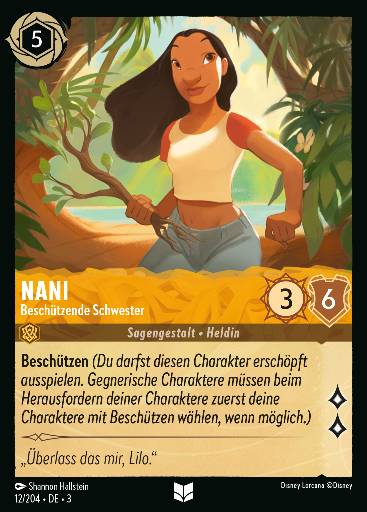 5
NANI
Beschützende Schwester
3
6
Sagengestalt • Heldin
Beschützen (Du darfst diesen Charakter erschöpft
ausspielen. Gegnerische Charaktere müssen beim
Herausfordern deiner Charaktere zuerst deine
Charaktere mit Beschützen wählen, wenn möglich.)
„Überlass das mir, Lilo.“
Shannon Hallstein
Disney Lorcana ©Disney
12/204 • DE • 3